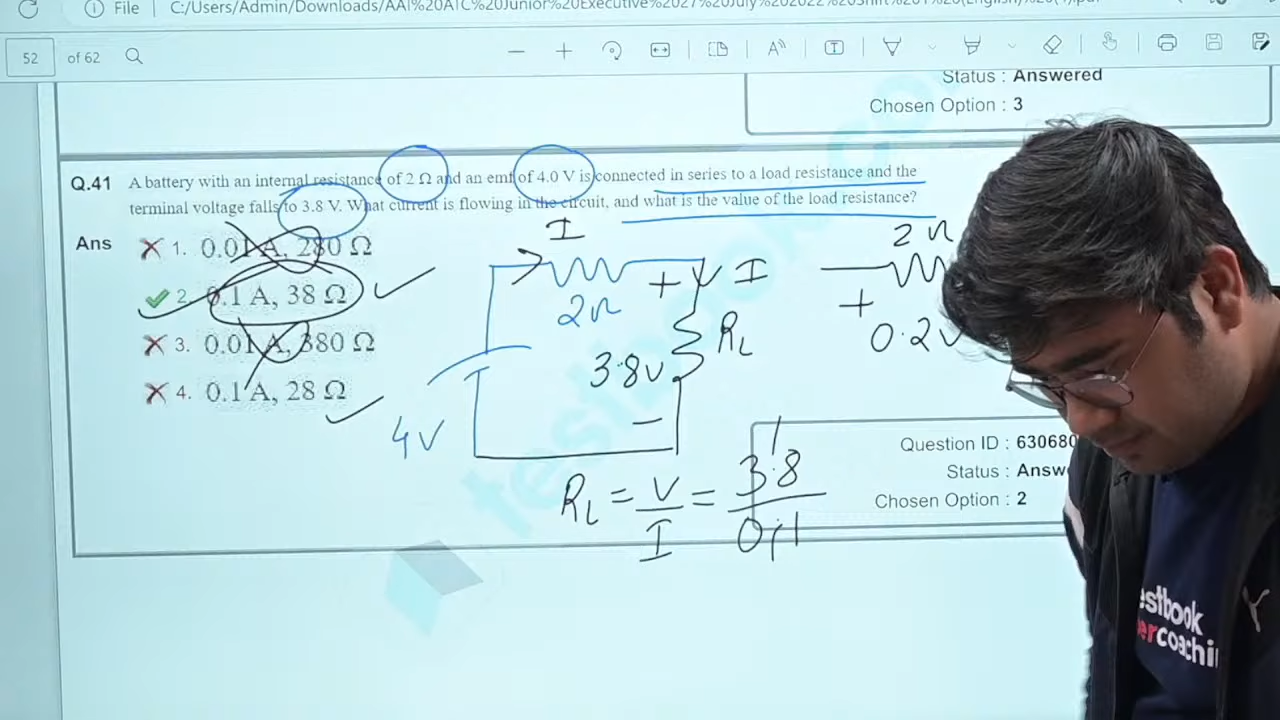 File C:/Users/Admin/Downloads/AAI%20ATC%20Junior%20Executive%2027%20July%202022%20Shift%201%20(English)%20(1).pdf
52 of 62
Status : Answered
Chosen Option : 3
Q.41 A battery with an internal resistance of 2 Ω and an emf of 4.0 V is connected in series to a load resistance and the
terminal voltage falls to 3.8 V. What current is flowing in the circuit, and what is the value of the load resistance?
Ans
1. 0.01 A, 280 Ω
2. 0.1 A, 38 Ω
3. 0.01 A, 380 Ω
4. 0.1 A, 28 Ω
I
2Ω
+
I
RL
3.8V
−
4V
2Ω
+
0.2V
RL = V/I = 3.8/0.1
Question ID : 630680
Status :
Chosen Option : 2
testbook